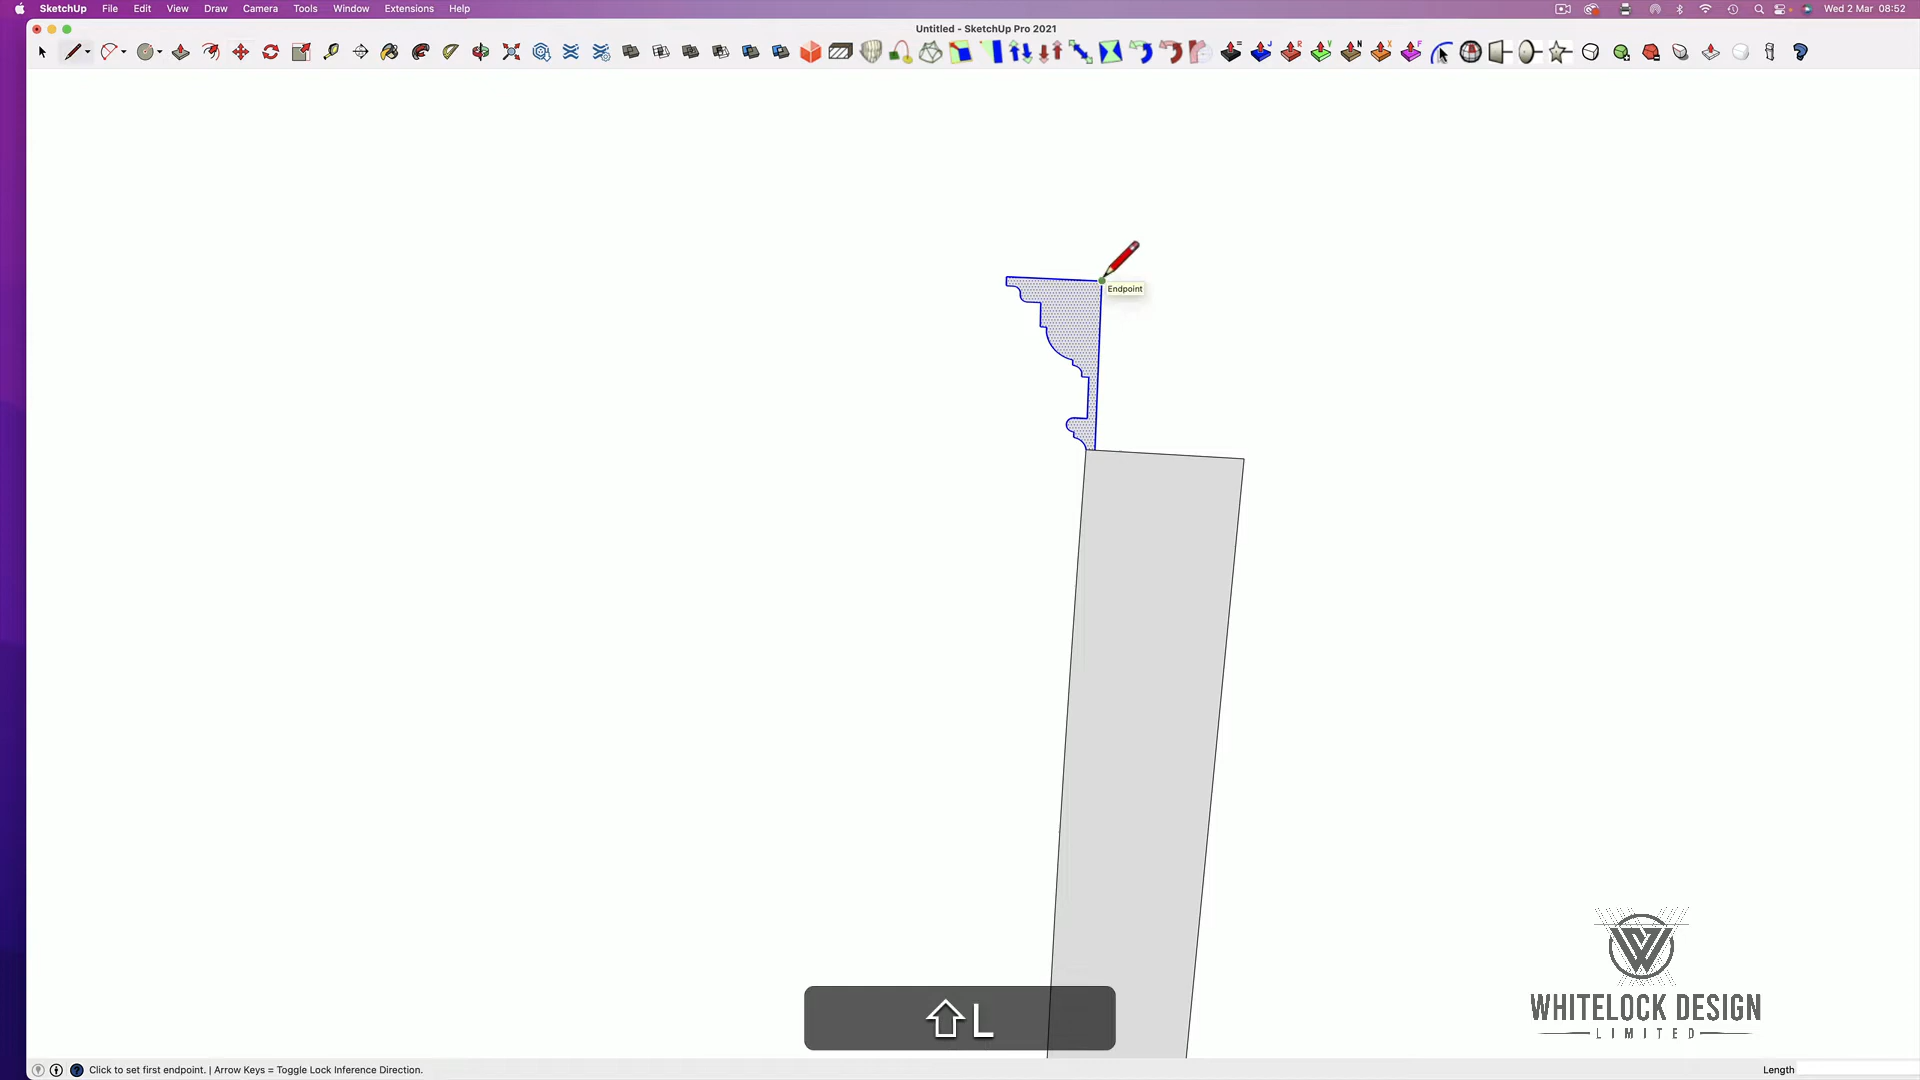 SketchUp File Edit View Draw Camera Tools Window Extensions Help
Wed 2 Mar 08:52
Untitled - SketchUp Pro 2021
Endpoint
⇧L
WHITELOCK DESIGN
LIMITED
Click to set first endpoint. | Arrow Keys = Toggle Lock Inference Direction.
Length